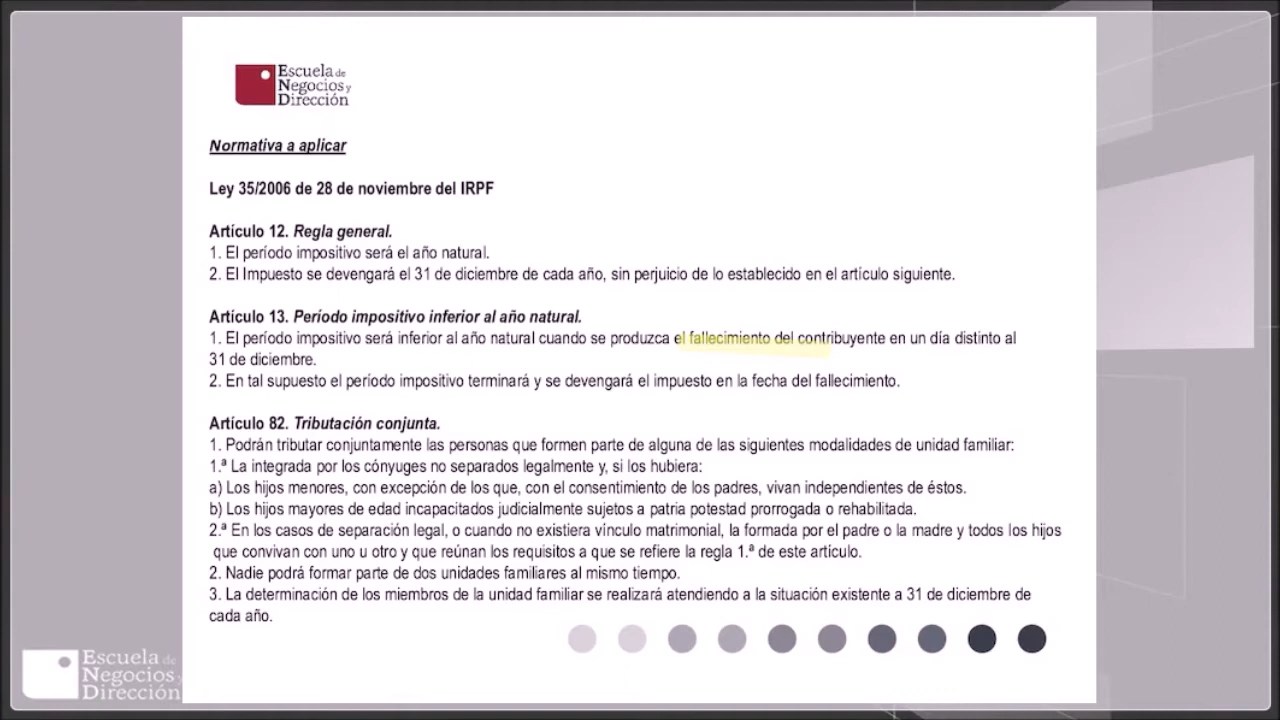 Escuela de
Negocios y
Dirección
Normativa a aplicar
Ley 35/2006 de 28 de noviembre del IRPF
Artículo 12. Regla general.
1. El período impositivo será el año natural.
2. El Impuesto se devengará el 31 de diciembre de cada año, sin perjuicio de lo establecido en el artículo siguiente.
Artículo 13. Período impositivo inferior al año natural.
1. El período impositivo será inferior al año natural cuando se produzca el fallecimiento del contribuyente en un día distinto al
31 de diciembre.
2. En tal supuesto el período impositivo terminará y se devengará el impuesto en la fecha del fallecimiento.
Artículo 82. Tributación conjunta.
1. Podrán tributar conjuntamente las personas que formen parte de alguna de las siguientes modalidades de unidad familiar:
1.ª La integrada por los cónyuges no separados legalmente y, si los hubiera:
a) Los hijos menores, con excepción de los que, con el consentimiento de los padres, vivan independientes de éstos.
b) Los hijos mayores de edad incapacitados judicialmente sujetos a patria potestad prorrogada o rehabilitada.
2.ª En los casos de separación legal, o cuando no existiera vínculo matrimonial, la formada por el padre o la madre y todos los hijos
que convivan con uno u otro y que reúnan los requisitos a que se refiere la regla 1.ª de este artículo.
2. Nadie podrá formar parte de dos unidades familiares al mismo tiempo.
3. La determinación de los miembros de la unidad familiar se realizará atendiendo a la situación existente a 31 de diciembre de
cada año.
Escuela de
Negocios y
Dirección